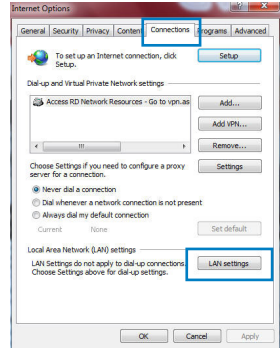 Internet Options
General Security Privacy Content Connections Programs Advanced
To set up an Internet connection, click
Setup.
Setup
Dial-up and Virtual Private Network settings
Access RD Network Resources - Go to vpn.as
Add...
Add VPN...
Remove...
Choose Settings if you need to configure a proxy
server for a connection.
Settings
Never dial a connection
Dial whenever a network connection is not present
Always dial my default connection
Current None
Set default
Local Area Network (LAN) settings
LAN Settings do not apply to dial-up connections.
Choose Settings above for dial-up settings.
LAN settings
OK Cancel Apply